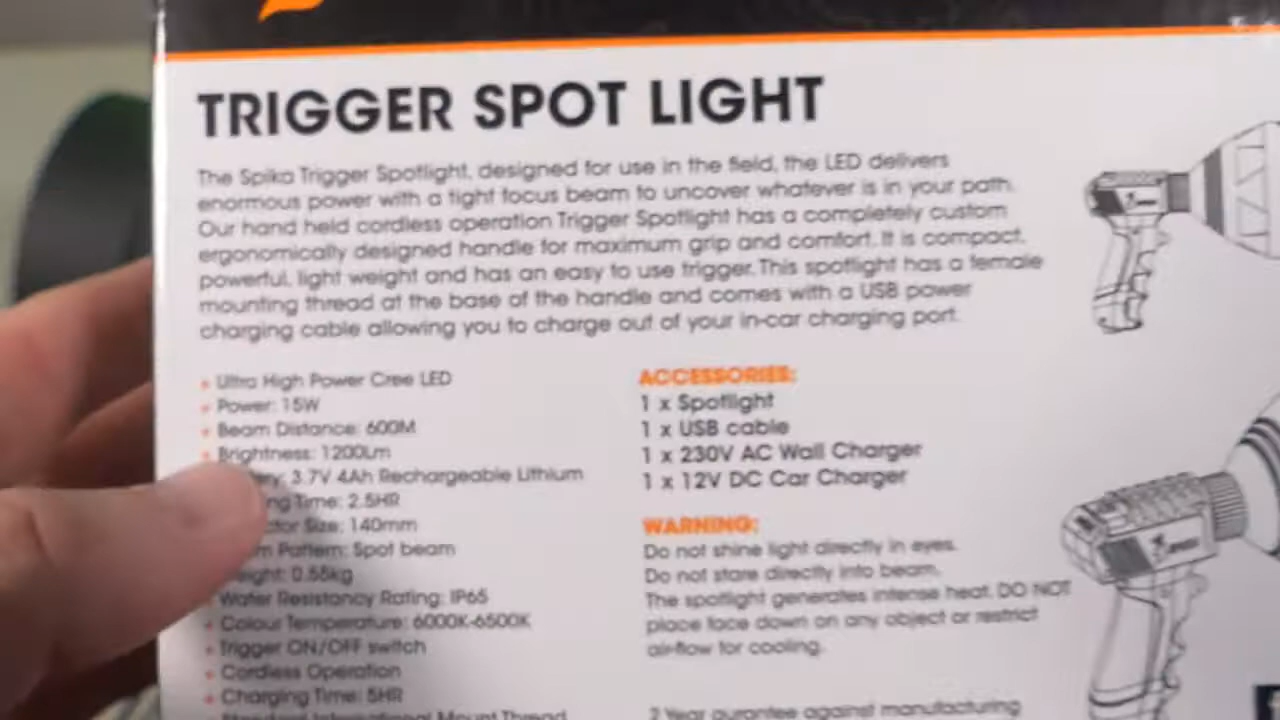 TRIGGER SPOT LIGHT
The Spika Trigger Spotlight, designed for use in the field, the LED delivers
enormous power with a tight focus beam to uncover whatever is in your path.
Our hand held cordless operation Trigger Spotlight has a completely custom
ergonomically designed handle for maximum grip and comfort. It is compact,
powerful, light weight and has an easy to use trigger. This spotlight has a female
mounting thread at the base of the handle and comes with a USB power
charging cable allowing you to charge out of your in-car charging port.
• Ultra High Power Cree LED
• Power: 15W
• Beam Distance: 600M
• Brightness: 1200Lm
3.7V 4Ah Rechargeable Lithium
Time: 2.5HR
Size: 140mm
Pattern: Spot beam
0.55kg
Water Resistancy Rating: IP65
• Colour Temperature: 6000K-6500K
• Trigger ON/OFF switch
• Cordless Operation
• Charging Time: 5HR
Standard International Mount Thread
ACCESSORIES:
1 x Spotlight
1 x USB cable
1 x 230V AC Wall Charger
1 x 12V DC Car Charger
WARNING:
Do not shine light directly in eyes.
Do not stare directly into beam.
The spotlight generates intense heat. DO NOT
place face down on any object or restrict
air-flow for cooling.
2 Year gurantee against manufacturing